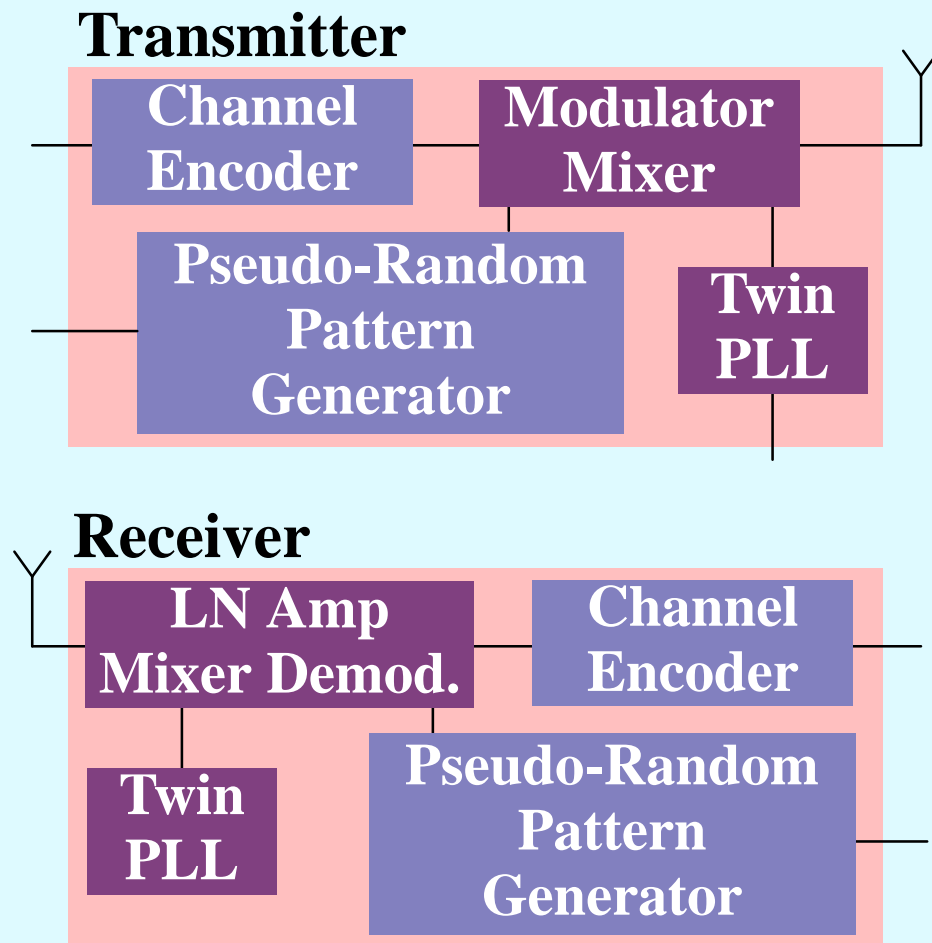 Transmitter
Channel
Encoder
Modulator
Mixer
Pseudo-Random
Pattern
Generator
Twin
PLL
Receiver
LN Amp
Mixer Demod.
Channel
Encoder
Twin
PLL
Pseudo-Random
Pattern
Generator